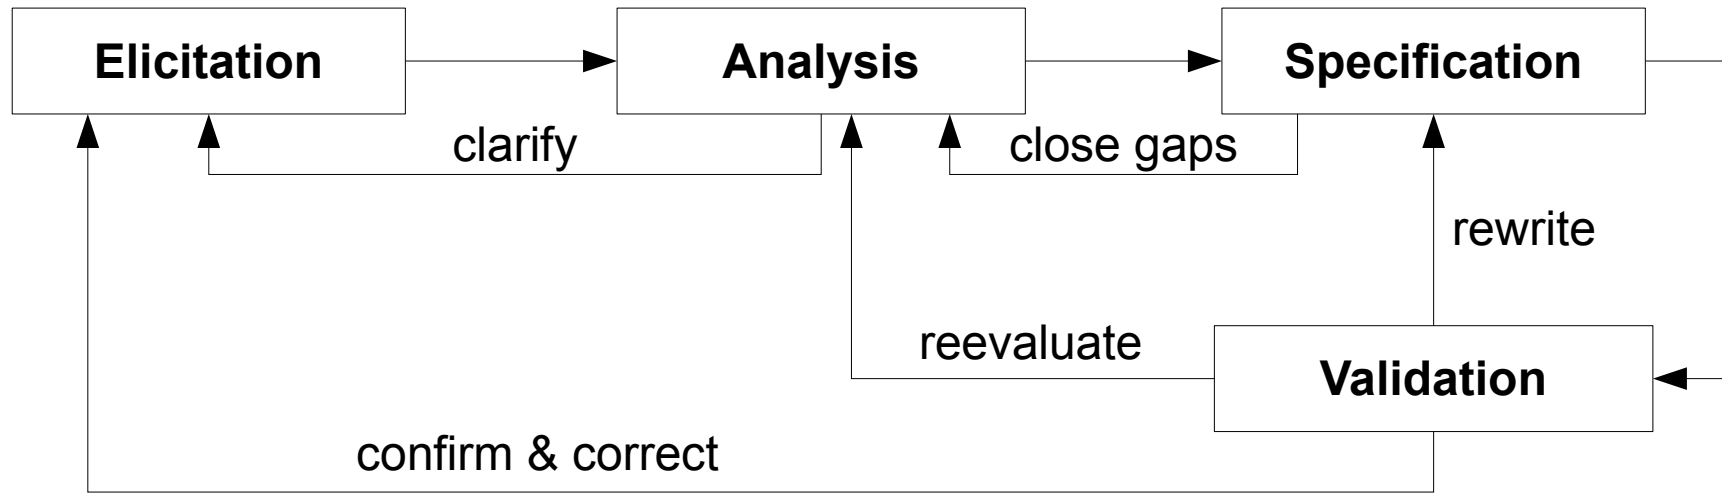 Elicitation
Analysis
Specification
clarify
close gaps
rewrite
reevaluate
Validation
confirm & correct